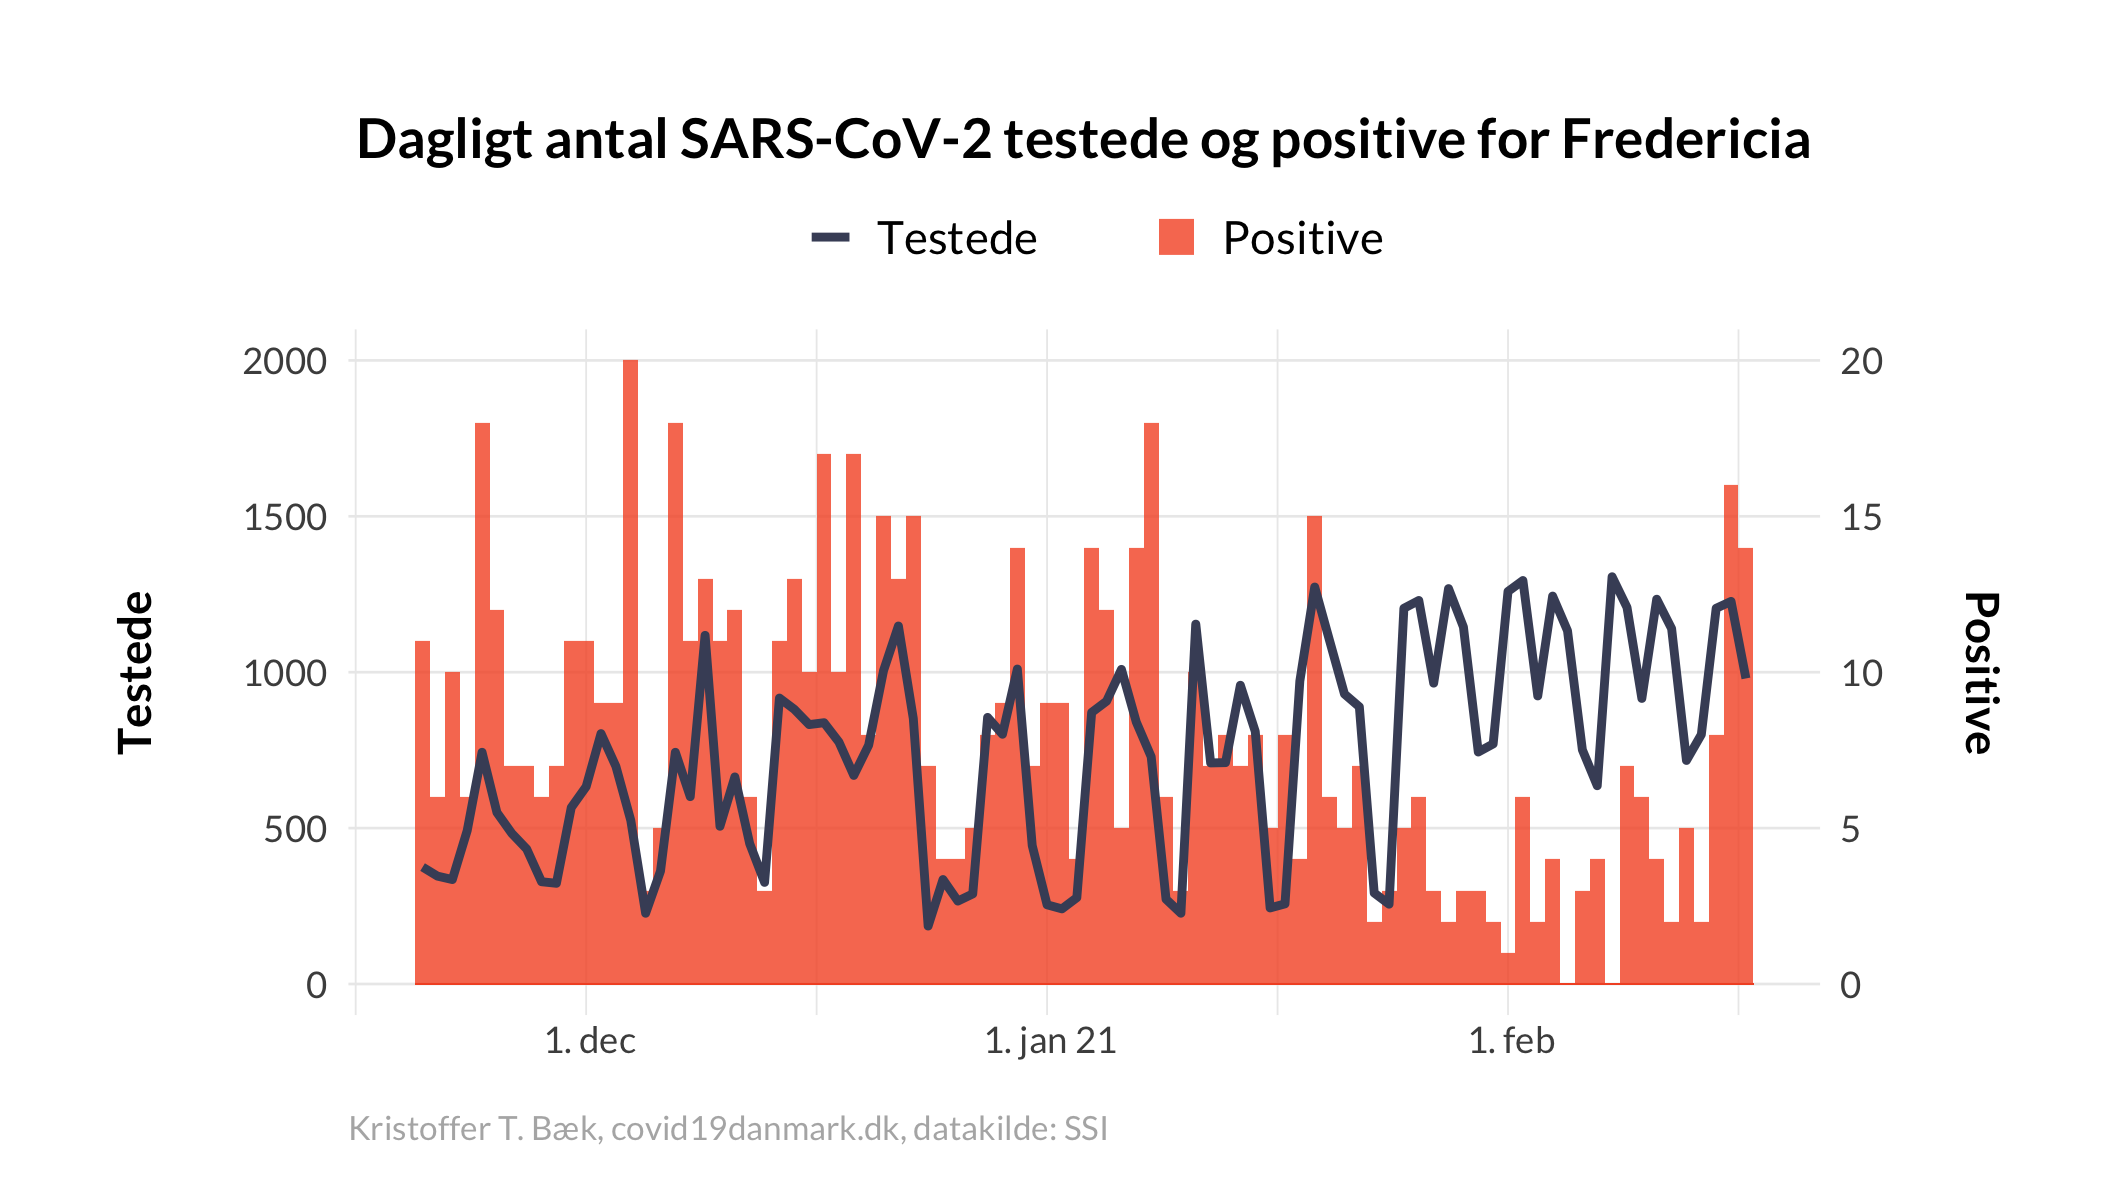 Dagligt antal SARS-CoV-2 testede og positive for Fredericia
Testede
Positive
2000
1500
1000
500
0
Testede
20
15
10
5
0
Positive
1. dec
1. jan 21
1. feb
Kristoffer T. Bæk, covid19danmark.dk, datakilde: SSI